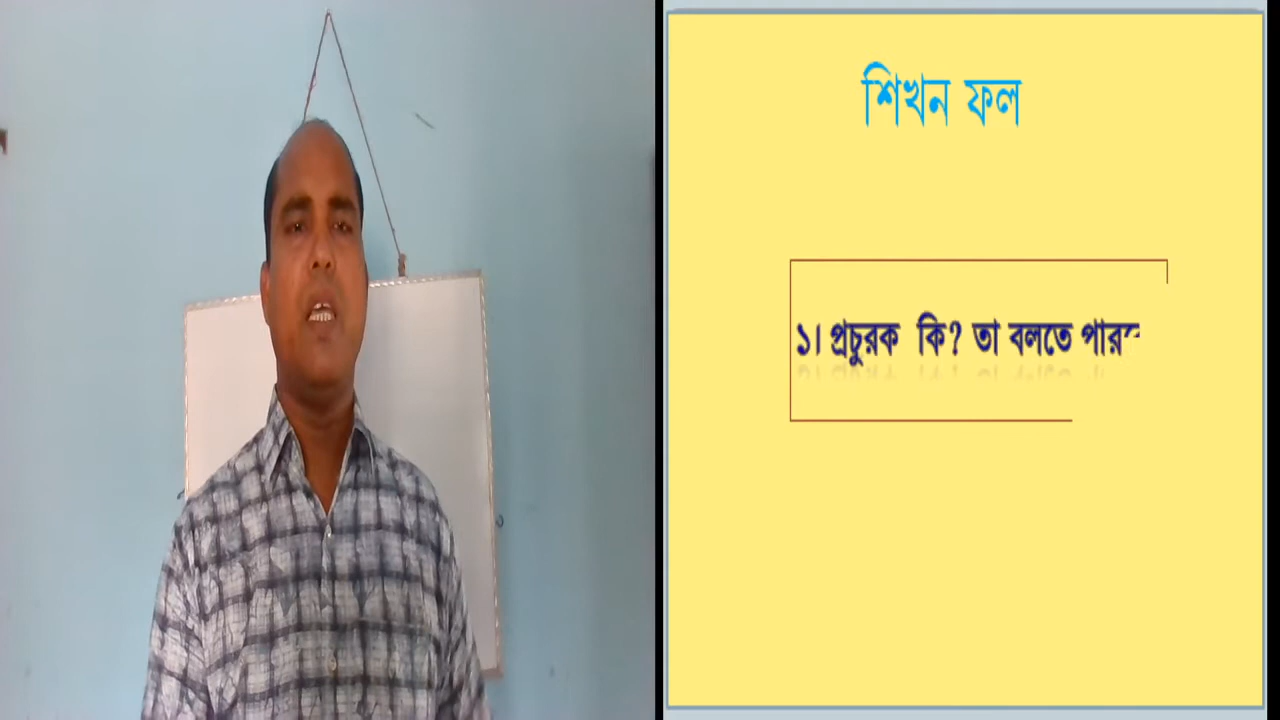 শিখন ফল
১। প্রচুরক কি? তা বলতে